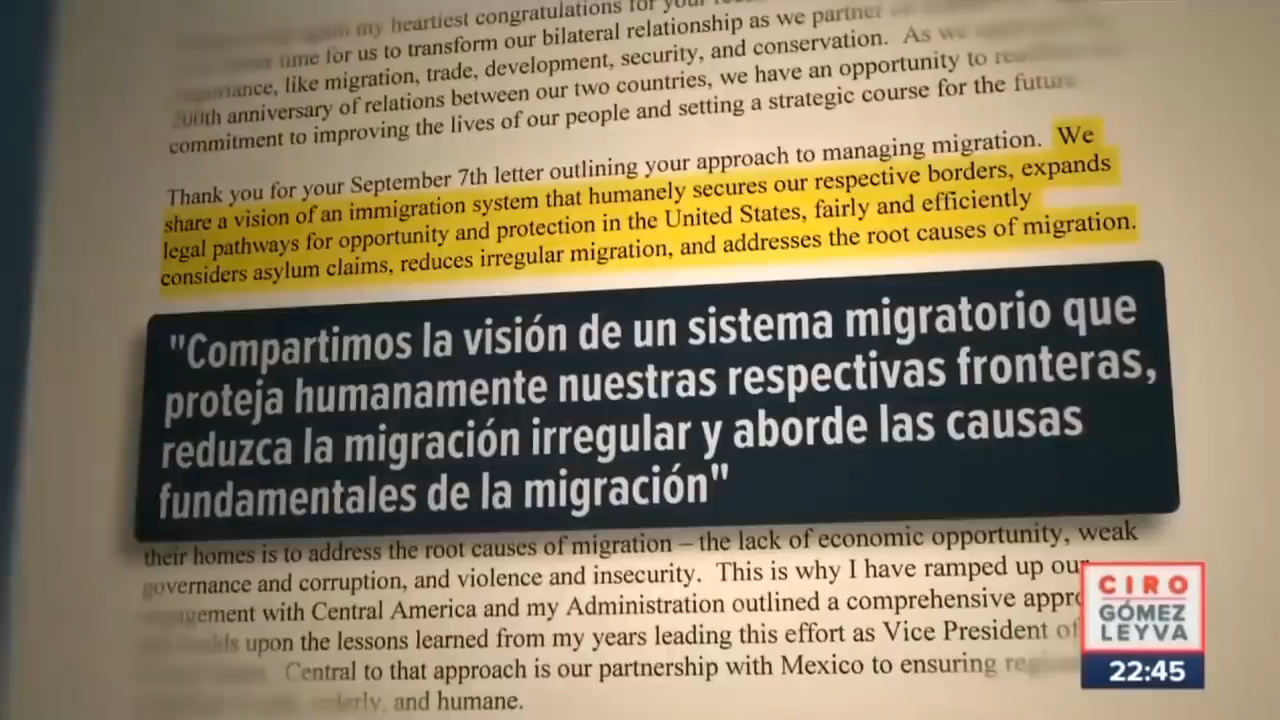 my heartiest congratulations for your
time for us to transform our bilateral relationship as we partner
like migration, trade, development, security, and conservation. As we
200th anniversary of relations between our two countries, we have an opportunity to
commitment to improving the lives of our people and setting a strategic course for the future
Thank you for your September 7th letter outlining your approach to managing migration. We
share a vision of an immigration system that humanely secures our respective borders, expands
legal pathways for opportunity and protection in the United States, fairly and efficiently
considers asylum claims, reduces irregular migration, and addresses the root causes of migration.
"Compartimos la visión de un sistema migratorio que
proteja humanamente nuestras respectivas fronteras,
reduzca la migración irregular y aborde las causas
fundamentales de la migración"
their homes is to address the root causes of migration – the lack of economic opportunity, weak
governance and corruption, and violence and insecurity. This is why I have ramped up our
with Central America and my Administration outlined a comprehensive
upon the lessons learned from my years leading this effort as Vice President of
Central to that approach is our partnership with Mexico to ensuring
and humane.
CIRO
GÓMEZ
LEYVA
22:45